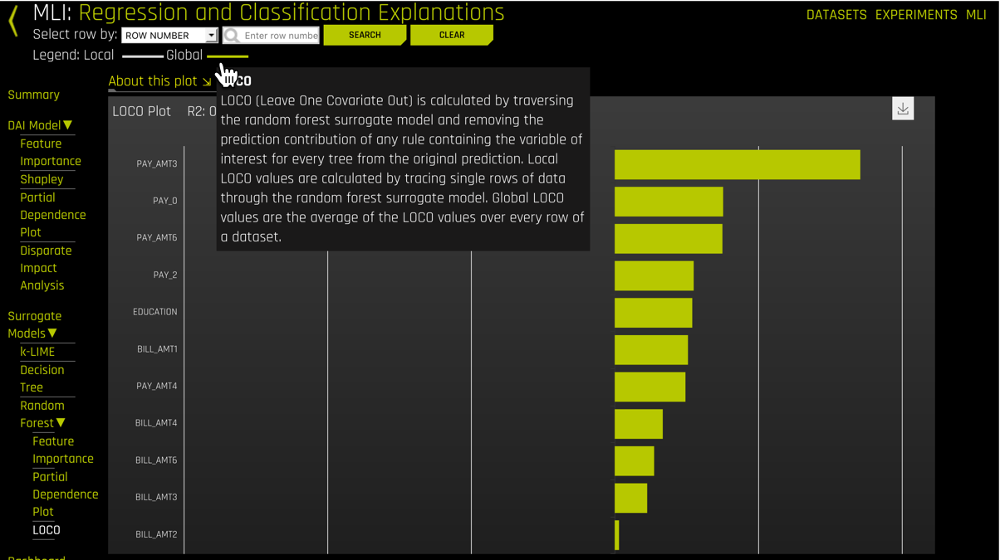 MLI: Regression and Classification Explanations
DATASETS EXPERIMENTS MLI
Select row by: ROW NUMBER Enter row numbe SEARCH CLEAR
Legend: Local Global
About this plot
LOCO (Leave One Covariate Out) is calculated by traversing
the random forest surrogate model and removing the
prediction contribution of any rule containing the variable of
interest for every tree from the original prediction. Local
LOCO values are calculated by tracing single rows of data
through the random forest surrogate model. Global LOCO
values are the average of the LOCO values over every row of
a dataset.
Summary
DAI Model
Feature
Importance
Shapley
Partial
Dependence
Plot
Disparate
Impact
Analysis
Surrogate
Models
k-LIME
Decision
Tree
Random
Forest
Feature
Importance
Partial
Dependence
Plot
LOCO
LOCO Plot R2: 0
PAY_AMT3
PAY_0
PAY_AMT6
PAY_2
EDUCATION
BILL_AMT1
PAY_AMT4
BILL_AMT4
BILL_AMT6
BILL_AMT3
BILL_AMT2